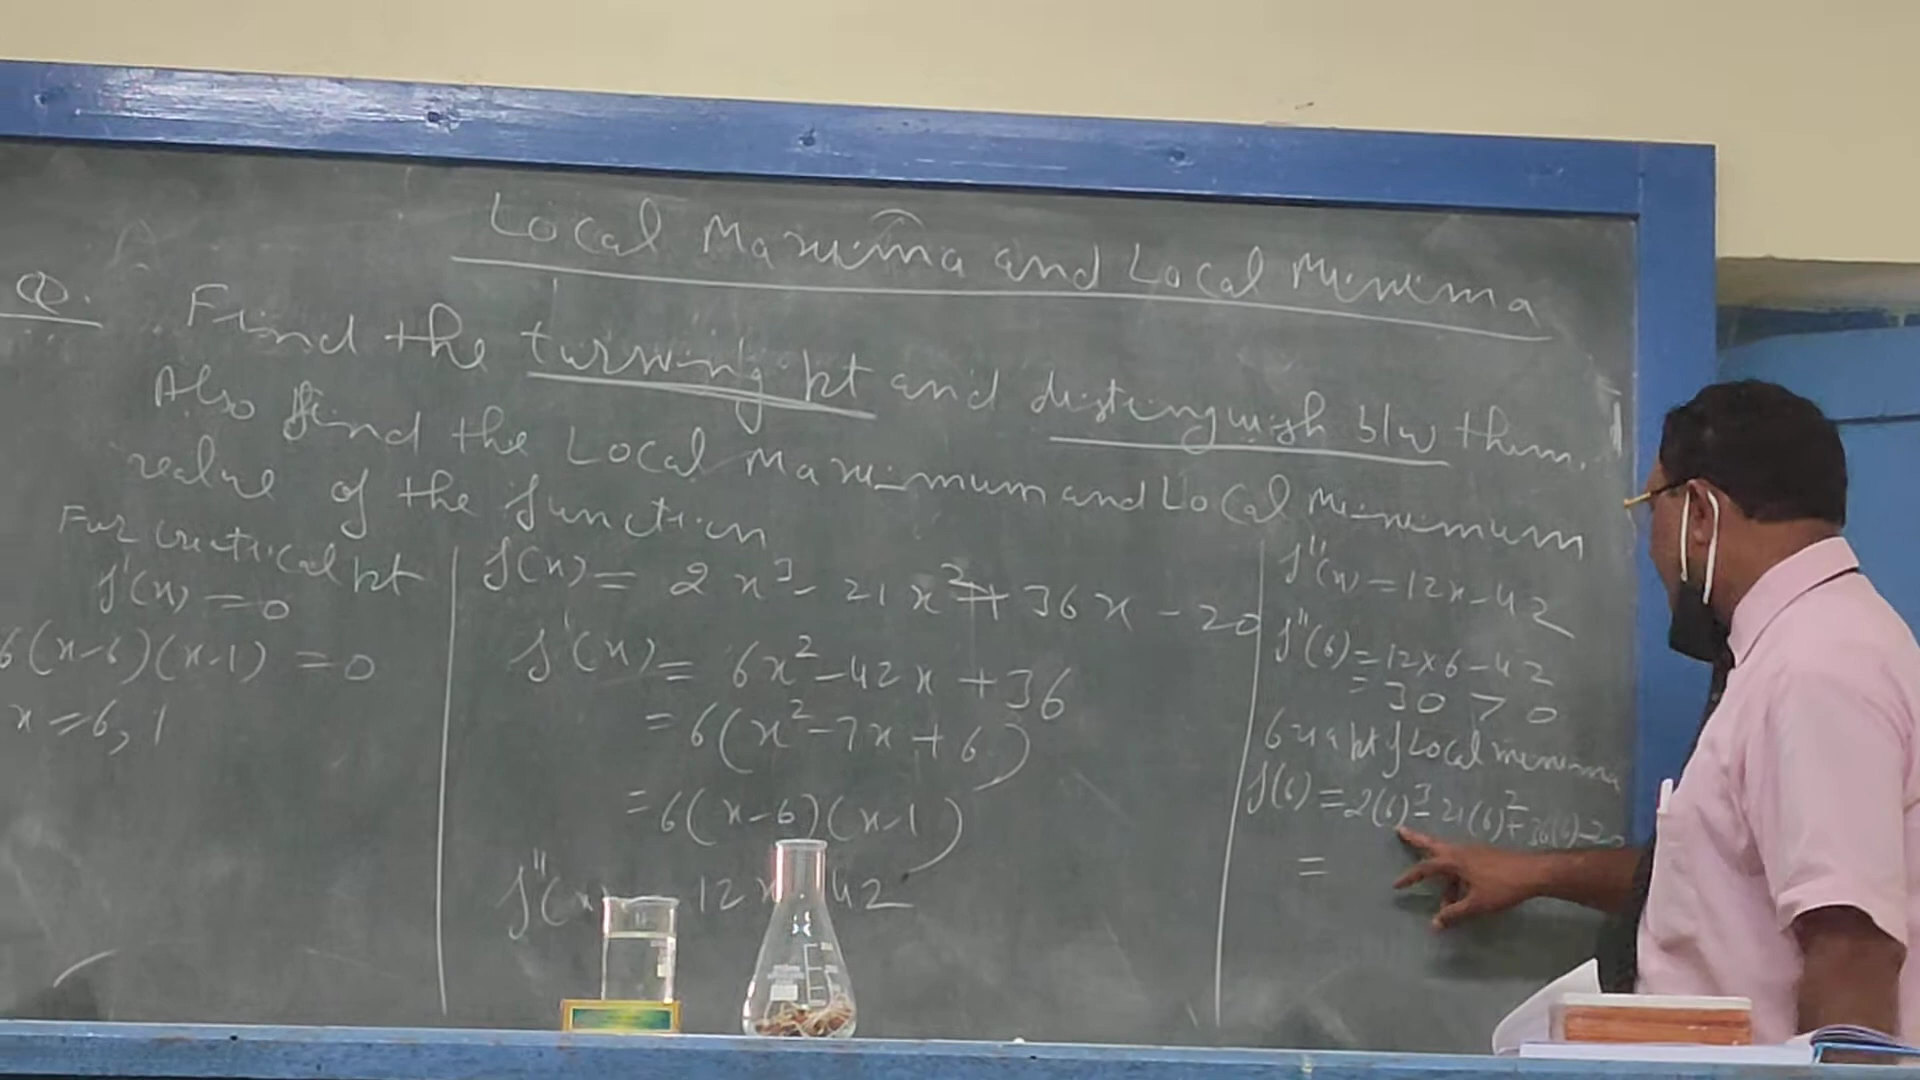 Local Maxima and Local Minima
Q. Find the turning pt and distinguish b/w them.
Also find the Local Maximum and Local Minimum
value of the function
For critical pt
f'(x) = 0
6(x-6)(x-1) = 0
x = 6, 1
f(x) = 2x³ - 21x² + 36x - 20
f'(x) = 6x² - 42x + 36
= 6(x² - 7x + 6)
= 6(x-6)(x-1)
f''(x) 12x 42
f''(x) = 12x - 42
f''(6) = 12×6 - 42
= 30 > 0
6 is a pt of Local minima
f(6) = 2(6)³ - 21(6)² + 36(6) - 20
=